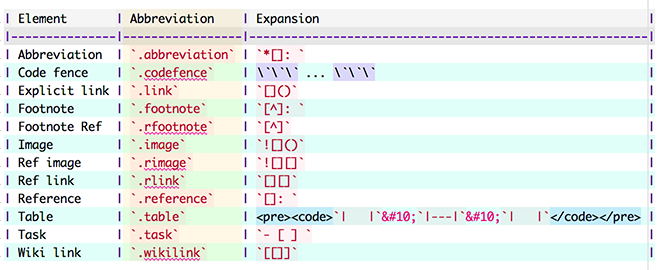 | Element | Abbreviation | Expansion |
|---------------|----------------|------------------------------------------------------|
| Abbreviation | `.abbreviation` | `*[]: ` |
| Code fence | `.codefence` | \`\`\` ... \`\`\` |
| Explicit link | `.link` | `[]()` |
| Footnote | `.footnote` | `[^]: ` |
| Footnote Ref | `.rfootnote` | `[^]` |
| Image | `.image` | `![]()` |
| Ref image | `.rimage` | `![][]` |
| Ref link | `.rlink` | `[][]` |
| Reference | `.reference` | `[]: ` |
| Table | `.table` | <pre><code>`|   |`&#10;`|---|`&#10;`|   |`</code></pre> |
| Task | `.task` | `- [ ] ` |
| Wiki link | `.wikilink` | `[[]]` |